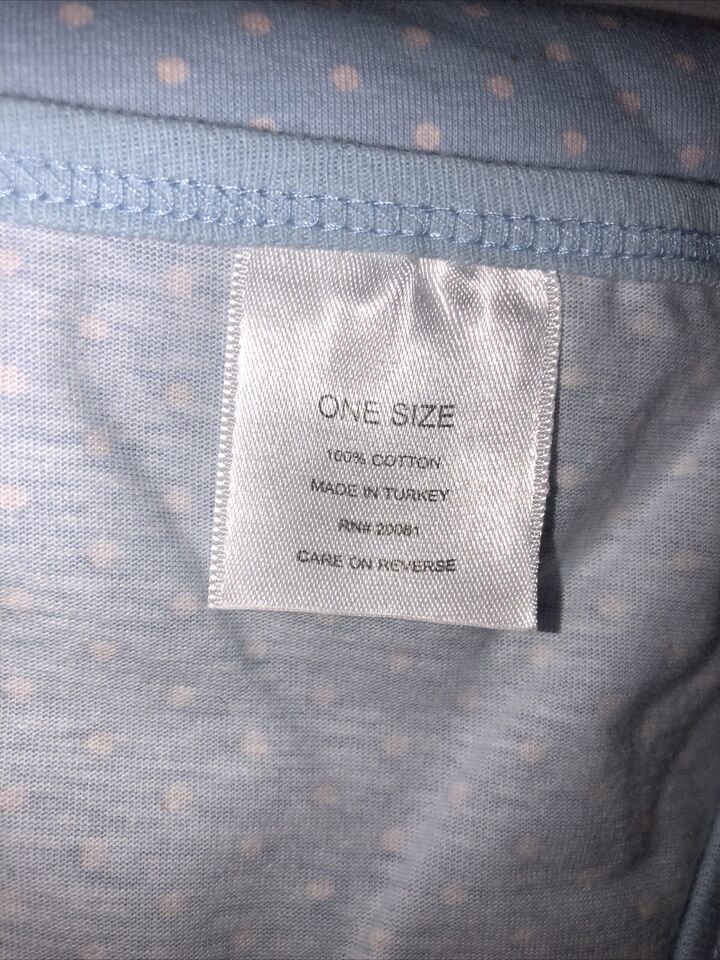 ONE SIZE
100% COTTON
MADE IN TURKEY
RN# 20081
CARE ON REVERSE